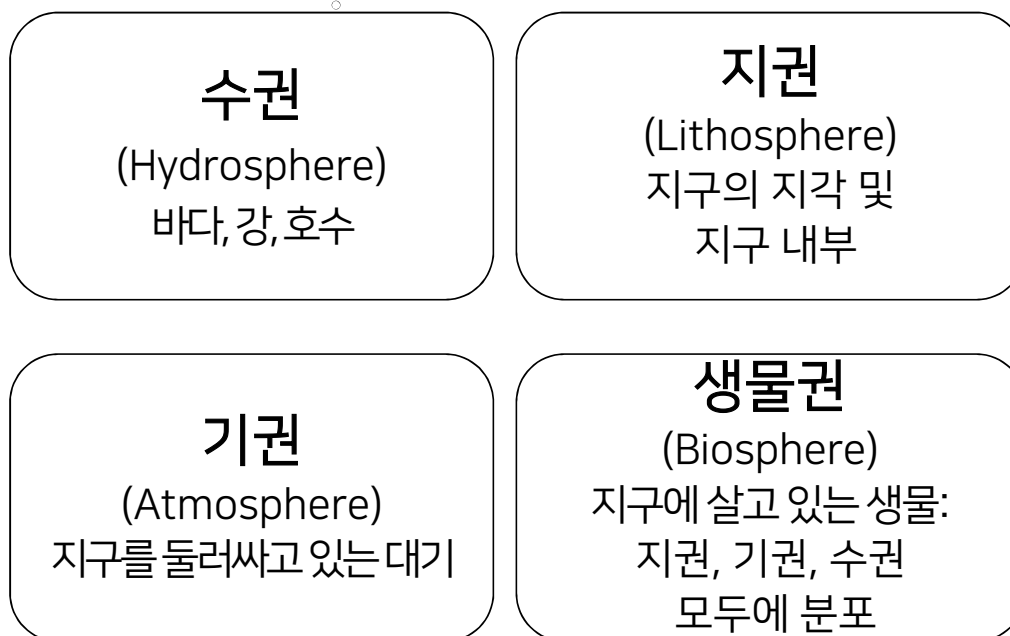 수권
(Hydrosphere)
바다, 강, 호수
지권
(Lithosphere)
지구의 지각 및
지구 내부
기권
(Atmosphere)
지구를 둘러싸고 있는 대기
생물권
(Biosphere)
지구에 살고 있는 생물:
지권, 기권, 수권
모두에 분포